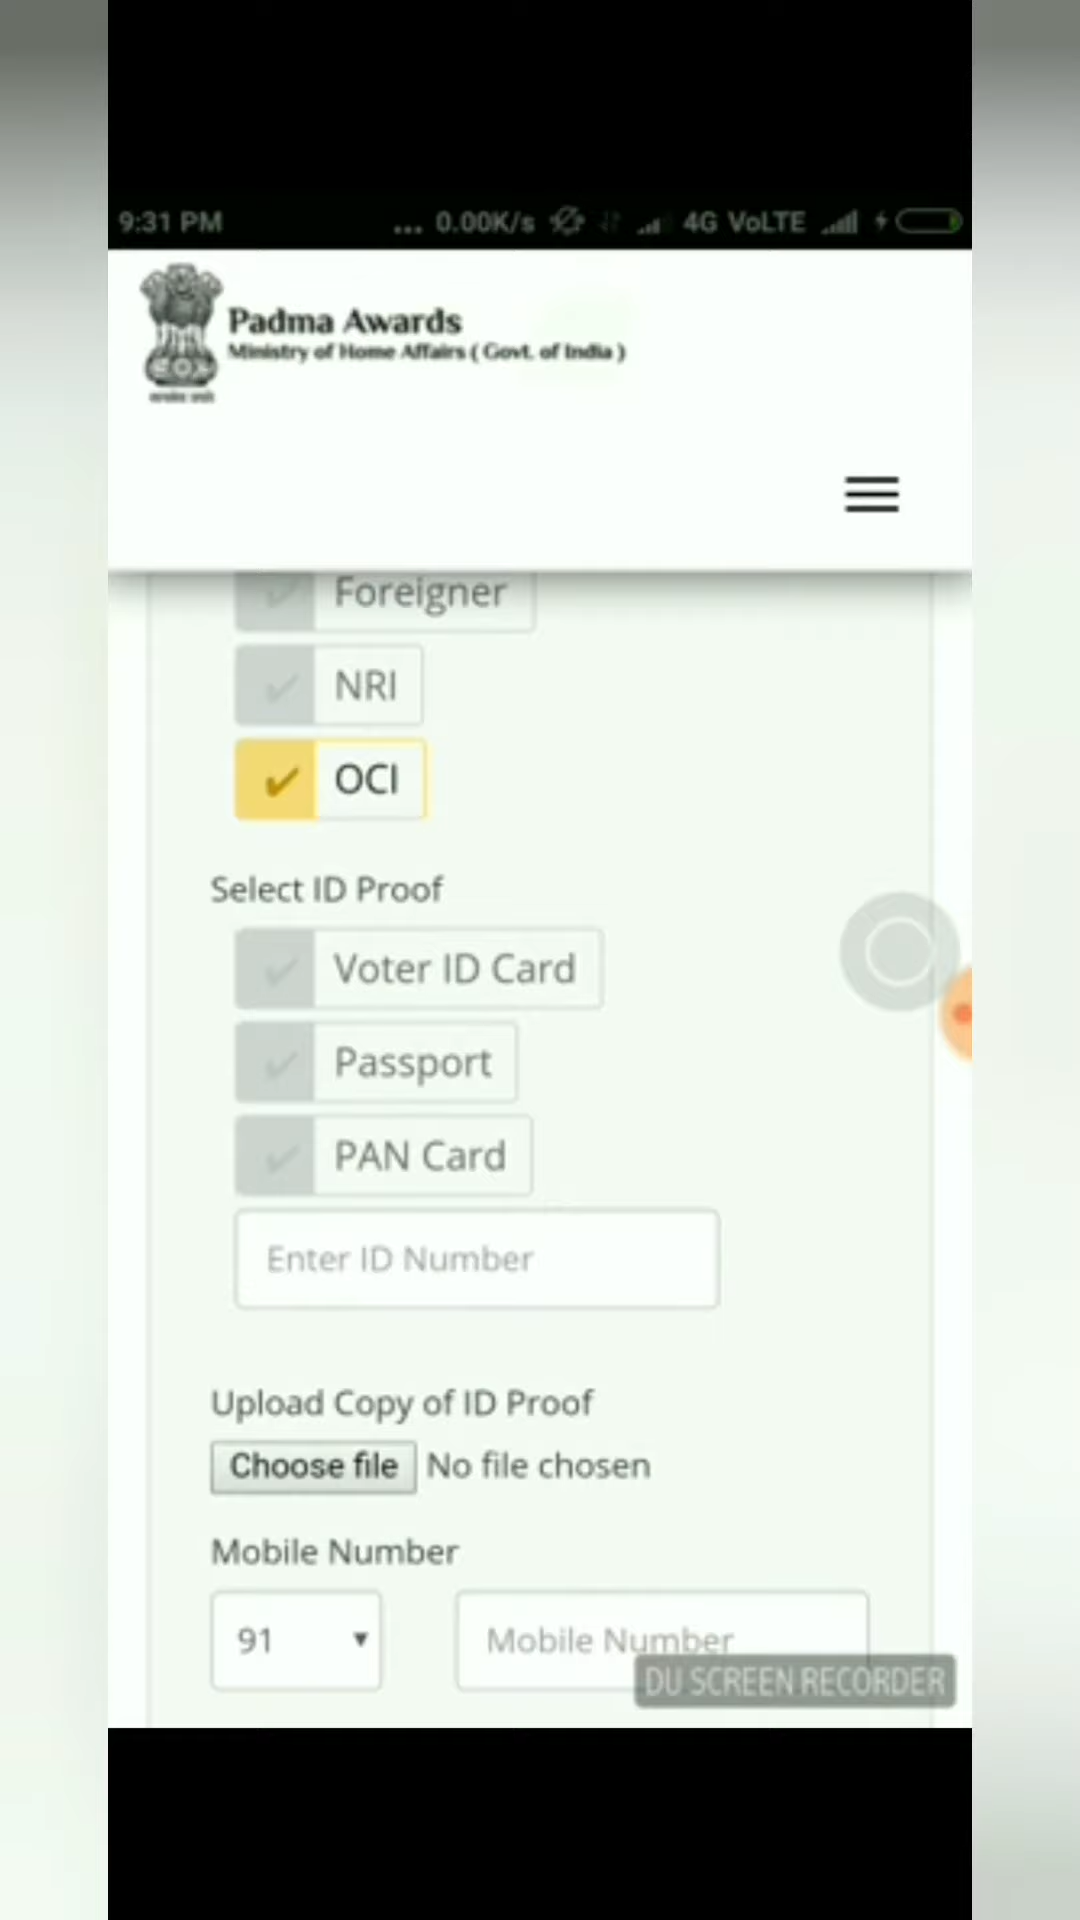 9:31 PM ... 0.00K/s 4G VoLTE
Padma Awards
Ministry of Home Affairs ( Govt. of India )
Foreigner
NRI
OCI
Select ID Proof
Voter ID Card
Passport
PAN Card
Enter ID Number
Upload Copy of ID Proof
Choose file No file chosen
Mobile Number
91 Mobile Number
DU SCREEN RECORDER